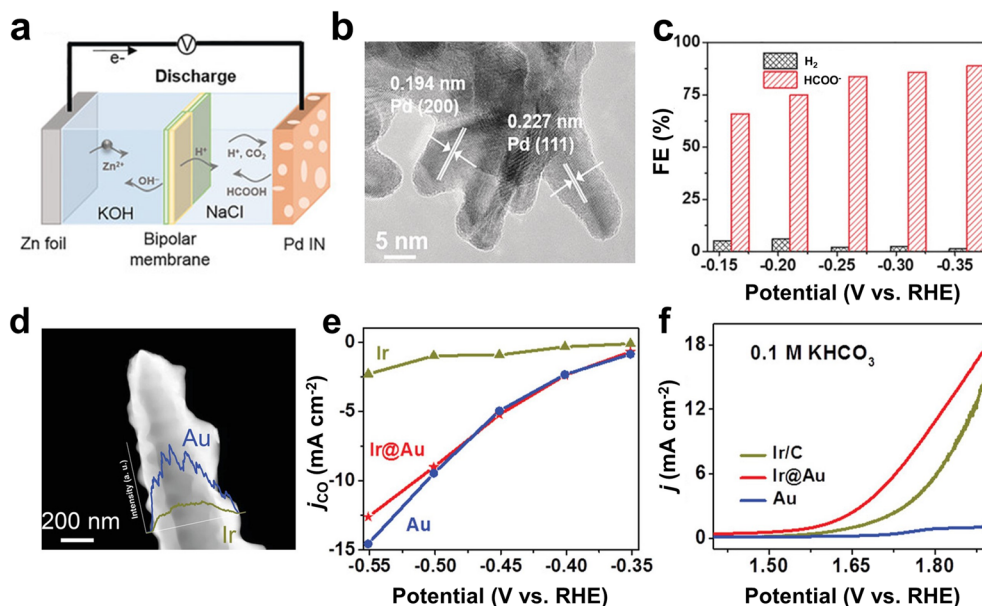 a
e-
V
Discharge
Zn²⁺
OH⁻
H⁺
H⁺, CO₂
HCOOH
KOH
NaCl
Zn foil
Bipolar
membrane
Pd IN
b
0.194 nm
Pd (200)
0.227 nm
Pd (111)
5 nm
c
100
75
50
25
0
FE (%)
H₂
HCOO⁻
-0.15
-0.20
-0.25
-0.30
-0.35
Potential (V vs. RHE)
d
Au
Ir
Intensity (a. u.)
200 nm
e
0
-5
-10
-15
j_CO (mA cm⁻²)
Ir
Ir@Au
Au
-0.55
-0.50
-0.45
-0.40
-0.35
Potential (V vs. RHE)
f
18
12
6
0
j (mA cm⁻²)
0.1 M KHCO₃
Ir/C
Ir@Au
Au
1.50
1.65
1.80
Potential (V vs. RHE)